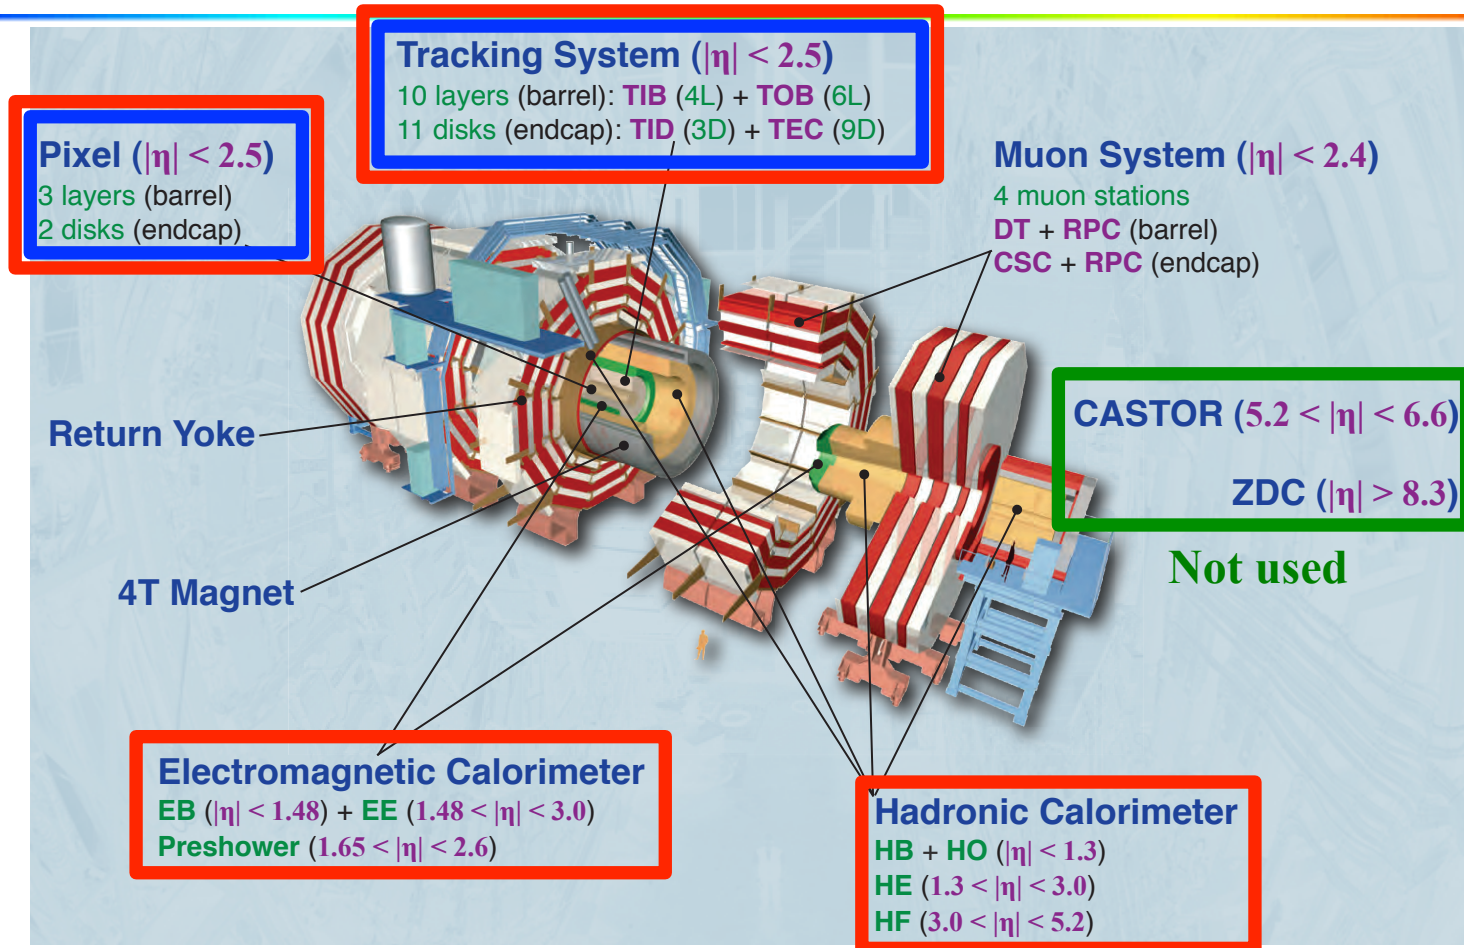 Tracking System (|η| < 2.5)
10 layers (barrel): TIB (4L) + TOB (6L)
11 disks (endcap): TID (3D) + TEC (9D)
Pixel (|η| < 2.5)
3 layers (barrel)
2 disks (endcap)
Muon System (|η| < 2.4)
4 muon stations
DT + RPC (barrel)
CSC + RPC (endcap)
CASTOR (5.2 < |η| < 6.6)
ZDC (|η| > 8.3)
Not used
Return Yoke
4T Magnet
Electromagnetic Calorimeter
EB (|η| < 1.48) + EE (1.48 < |η| < 3.0)
Preshower (1.65 < |η| < 2.6)
Hadronic Calorimeter
HB + HO (|η| < 1.3)
HE (1.3 < |η| < 3.0)
HF (3.0 < |η| < 5.2)